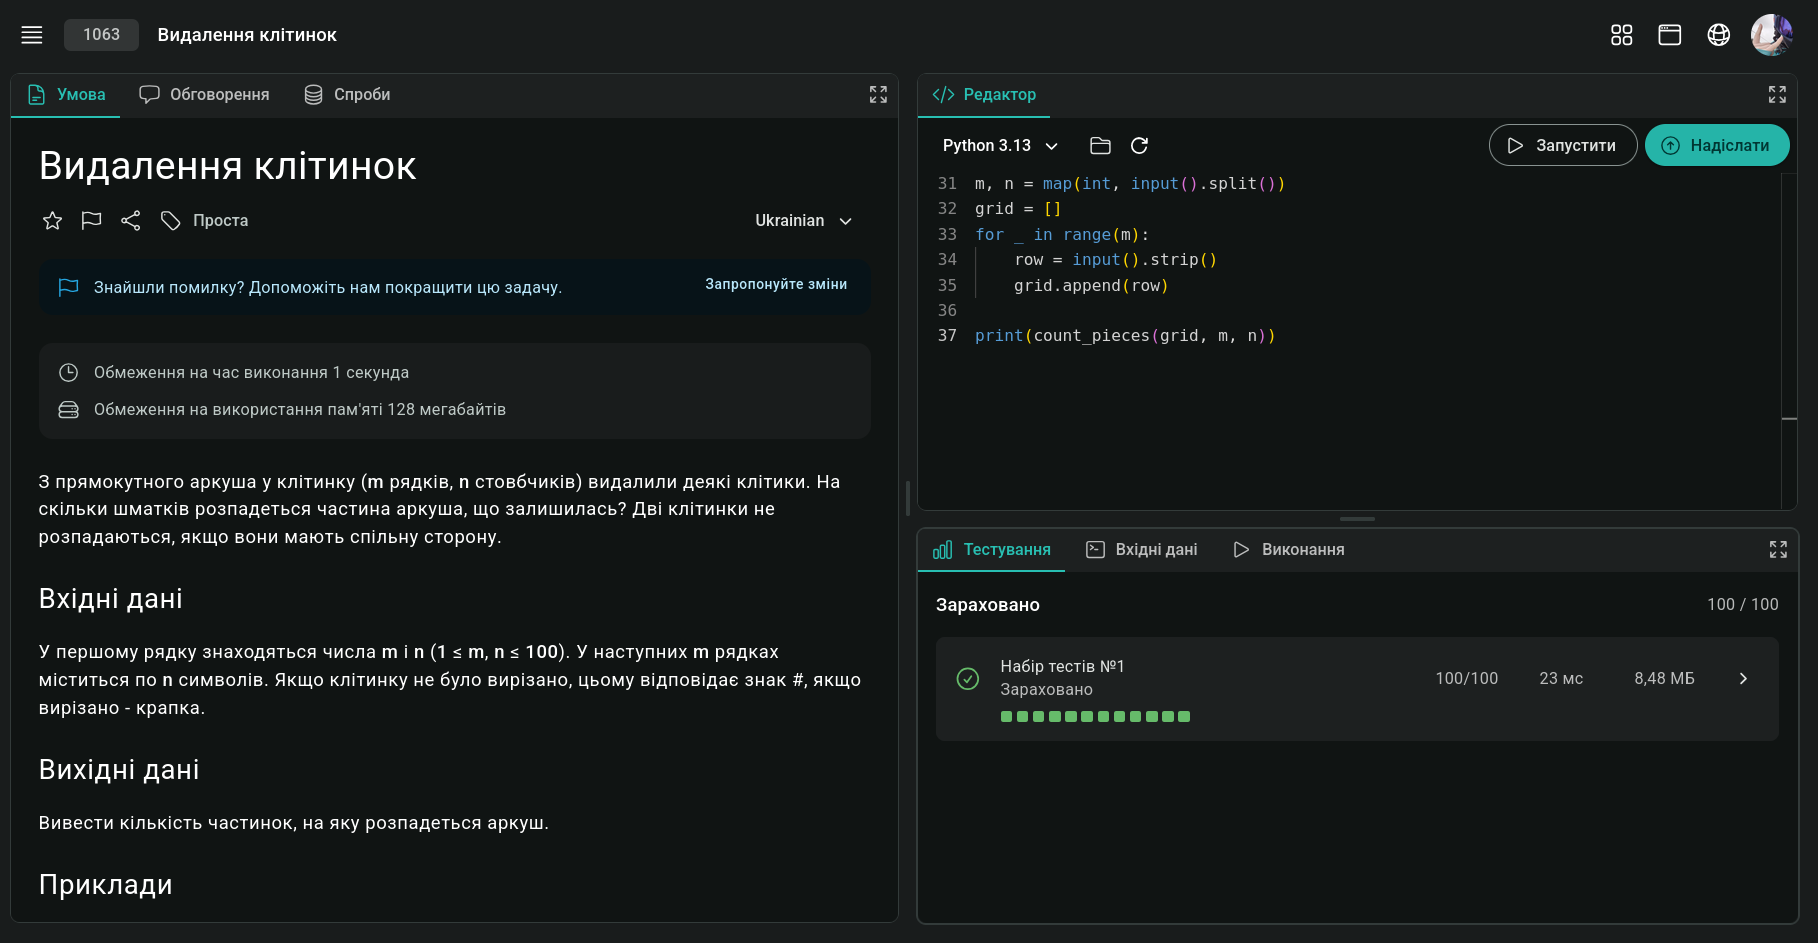 1063 Видалення клітинок
Умова Обговорення Спроби
Видалення клітинок
Проста Ukrainian
Знайшли помилку? Допоможіть нам покращити цю задачу. Запропонуйте зміни
Обмеження на час виконання 1 секунда
Обмеження на використання пам'яті 128 мегабайтів
З прямокутного аркуша у клітинку (m рядків, n стовбчиків) видалили деякі клітики. На
скільки шматків розпадеться частина аркуша, що залишилась? Дві клітинки не
розпадаються, якщо вони мають спільну сторону.
Вхідні дані
У першому рядку знаходяться числа m і n (1 ≤ m, n ≤ 100). У наступних m рядках
міститься по n символів. Якщо клітинку не було вирізано, цьому відповідає знак #, якщо
вирізано - крапка.
Вихідні дані
Вивести кількість частинок, на яку розпадеться аркуш.
Приклади
Редактор
Python 3.13 Запустити Надіслати
31 m, n = map(int, input().split())
32 grid = []
33 for _ in range(m):
34     row = input().strip()
35     grid.append(row)
36
37 print(count_pieces(grid, m, n))
Тестування Вхідні дані Виконання
Зараховано 100 / 100
Набір тестів №1
Зараховано
100/100 23 мс 8,48 МБ